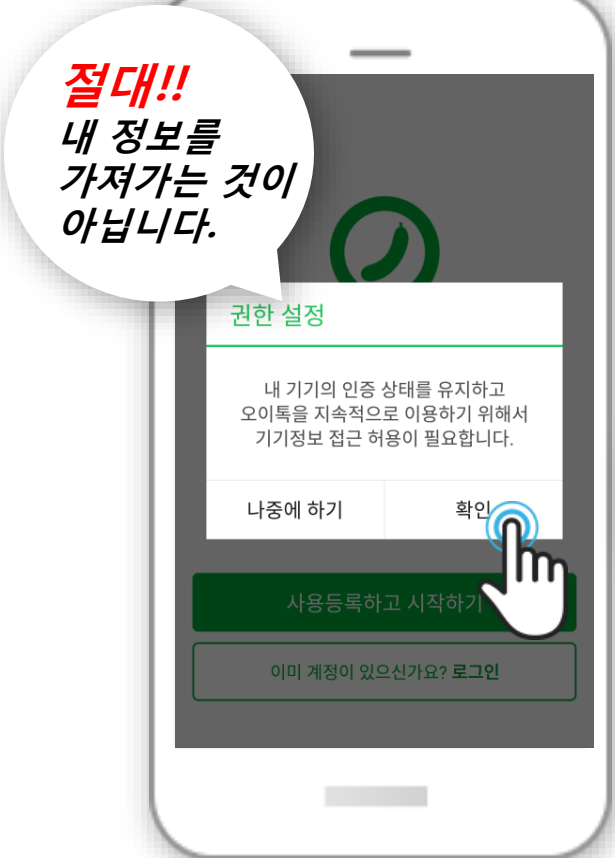 절대!!
내 정보를
가져가는 것이
아닙니다.
권한 설정
내 기기의 인증 상태를 유지하고
오이톡을 지속적으로 이용하기 위해서
기기정보 접근 허용이 필요합니다.
나중에 하기
확인
사용등록하고 시작하기
이미 계정이 있으신가요? 로그인